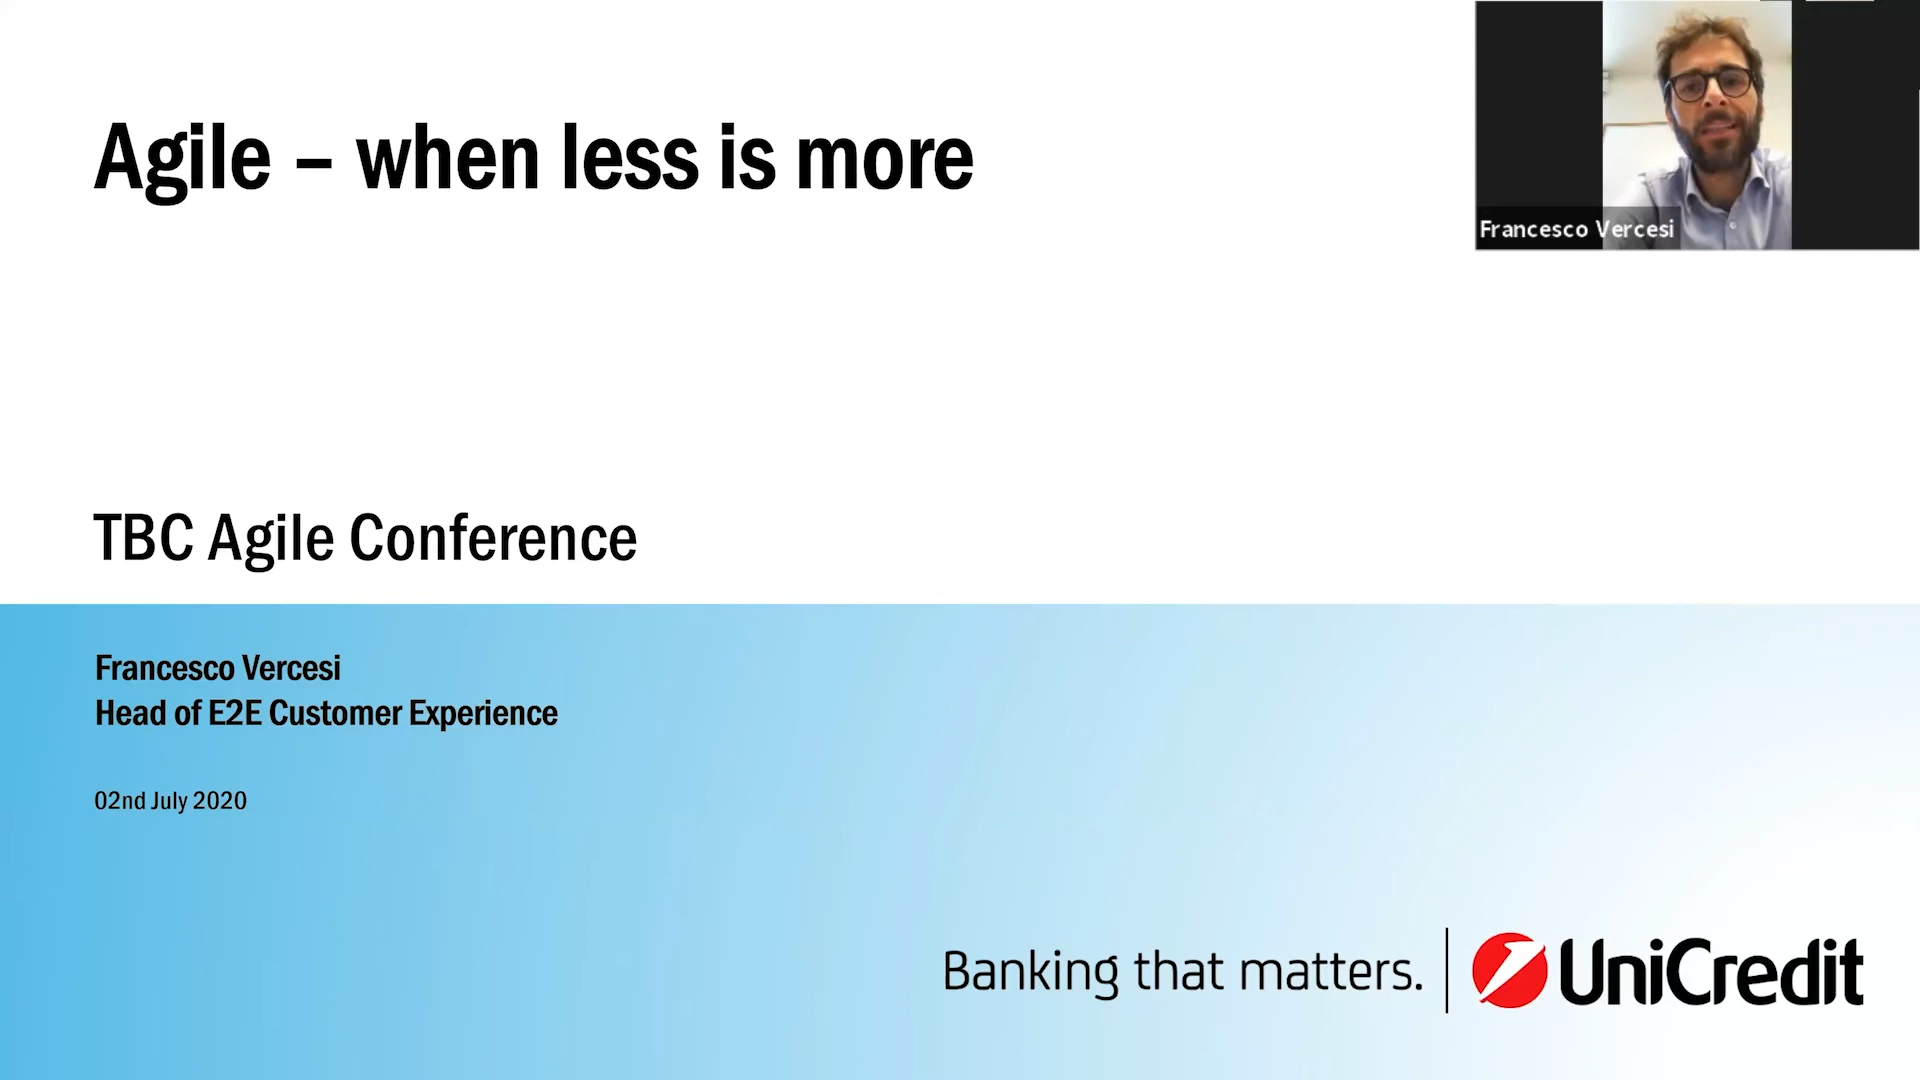 Agile – when less is more
Francesco Vercesi
TBC Agile Conference
Francesco Vercesi
Head of E2E Customer Experience
02nd July 2020
Banking that matters.
UniCredit